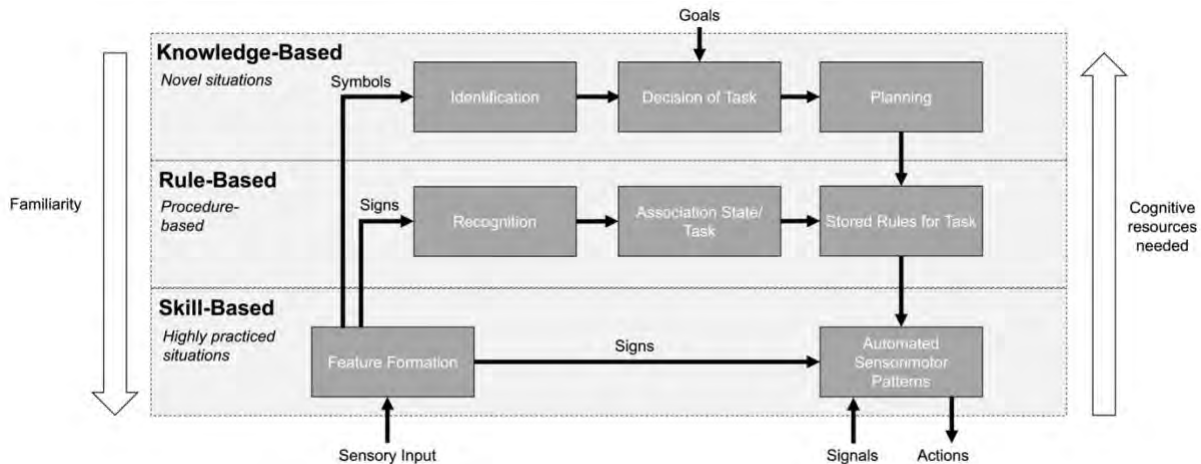 Goals
Knowledge-Based
Novel situations
Symbols
Identification
Decision of Task
Planning
Familiarity
Rule-Based
Procedure-
based
Signs
Recognition
Association State/
Task
Stored Rules for Task
Cognitive
resources
needed
Skill-Based
Highly practiced
situations
Feature Formation
Signs
Automated
Sensonmotor
Patterns
Sensory Input
Signals
Actions